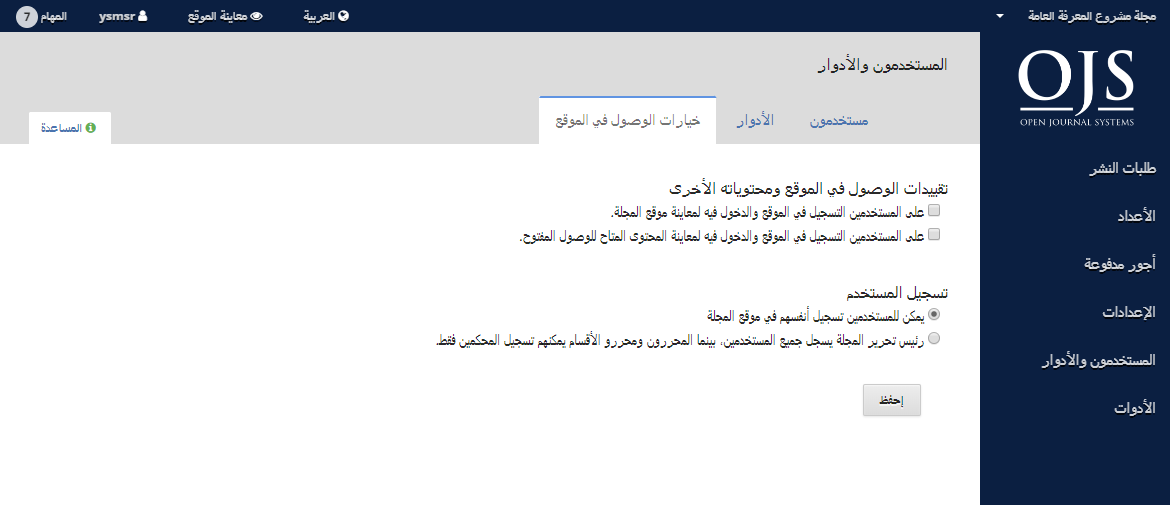 مجلة مشروع المعرفة العامة
العربية
معاينة الموقع
ysmsr
المهام 7
OJS
OPEN JOURNAL SYSTEMS
طلبات النشر
الأعداد
أجور مدفوعة
الإعدادات
المستخدمون والأدوار
الأدوات
المستخدمون والأدوار
مستخدمون
الأدوار
خيارات الوصول في الموقع
المساعدة
تقييدات الوصول في الموقع ومحتوياته الأخرى
على المستخدمين التسجيل في الموقع والدخول فيه لمعاينة موقع المجلة.
على المستخدمين التسجيل في الموقع والدخول فيه لمعاينة المحتوى المتاح للوصول المفتوح.
تسجيل المستخدم
يمكن للمستخدمين تسجيل أنفسهم في موقع المجلة
رئيس تحرير المجلة يسجل جميع المستخدمين. بينما المحررون ومحررو الأقسام يمكنهم تسجيل المحكمين فقط.
إحفظ